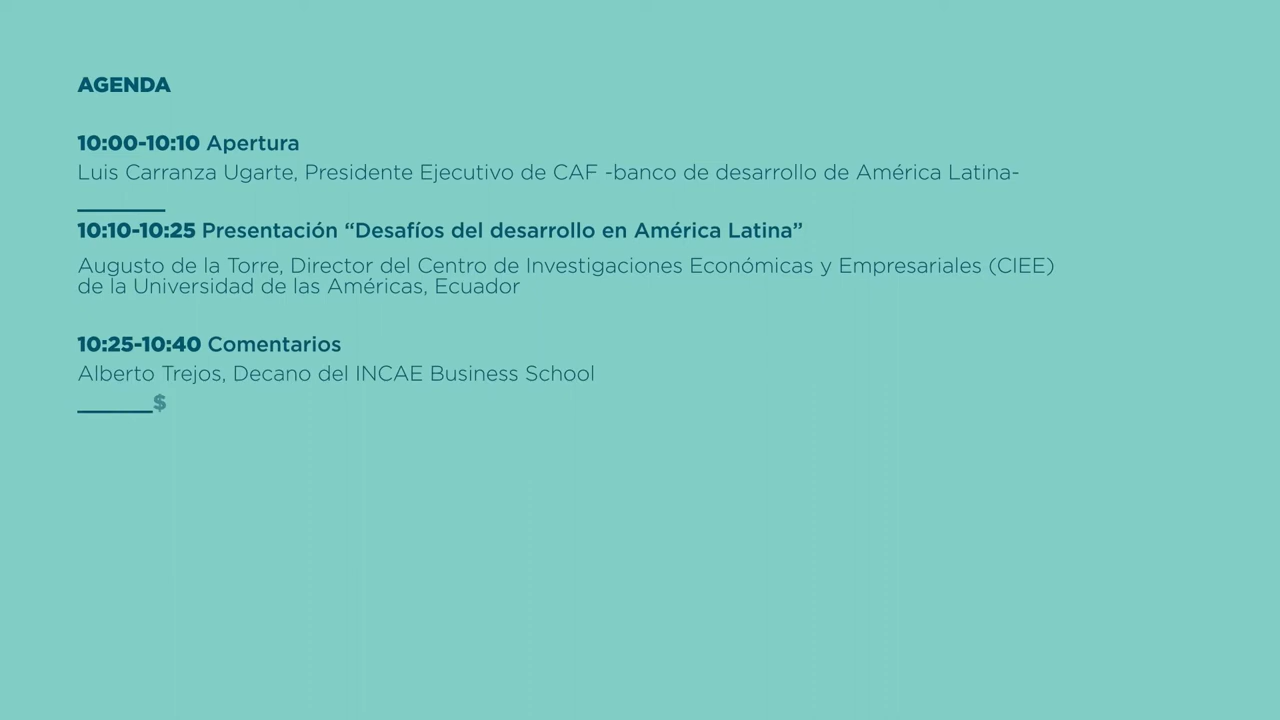 AGENDA
10:00-10:10 Apertura
Luis Carranza Ugarte, Presidente Ejecutivo de CAF -banco de desarrollo de América Latina-
10:10-10:25 Presentación “Desafíos del desarrollo en América Latina”
Augusto de la Torre, Director del Centro de Investigaciones Económicas y Empresariales (CIEE)
de la Universidad de las Américas, Ecuador
10:25-10:40 Comentarios
Alberto Trejos, Decano del INCAE Business School
______$